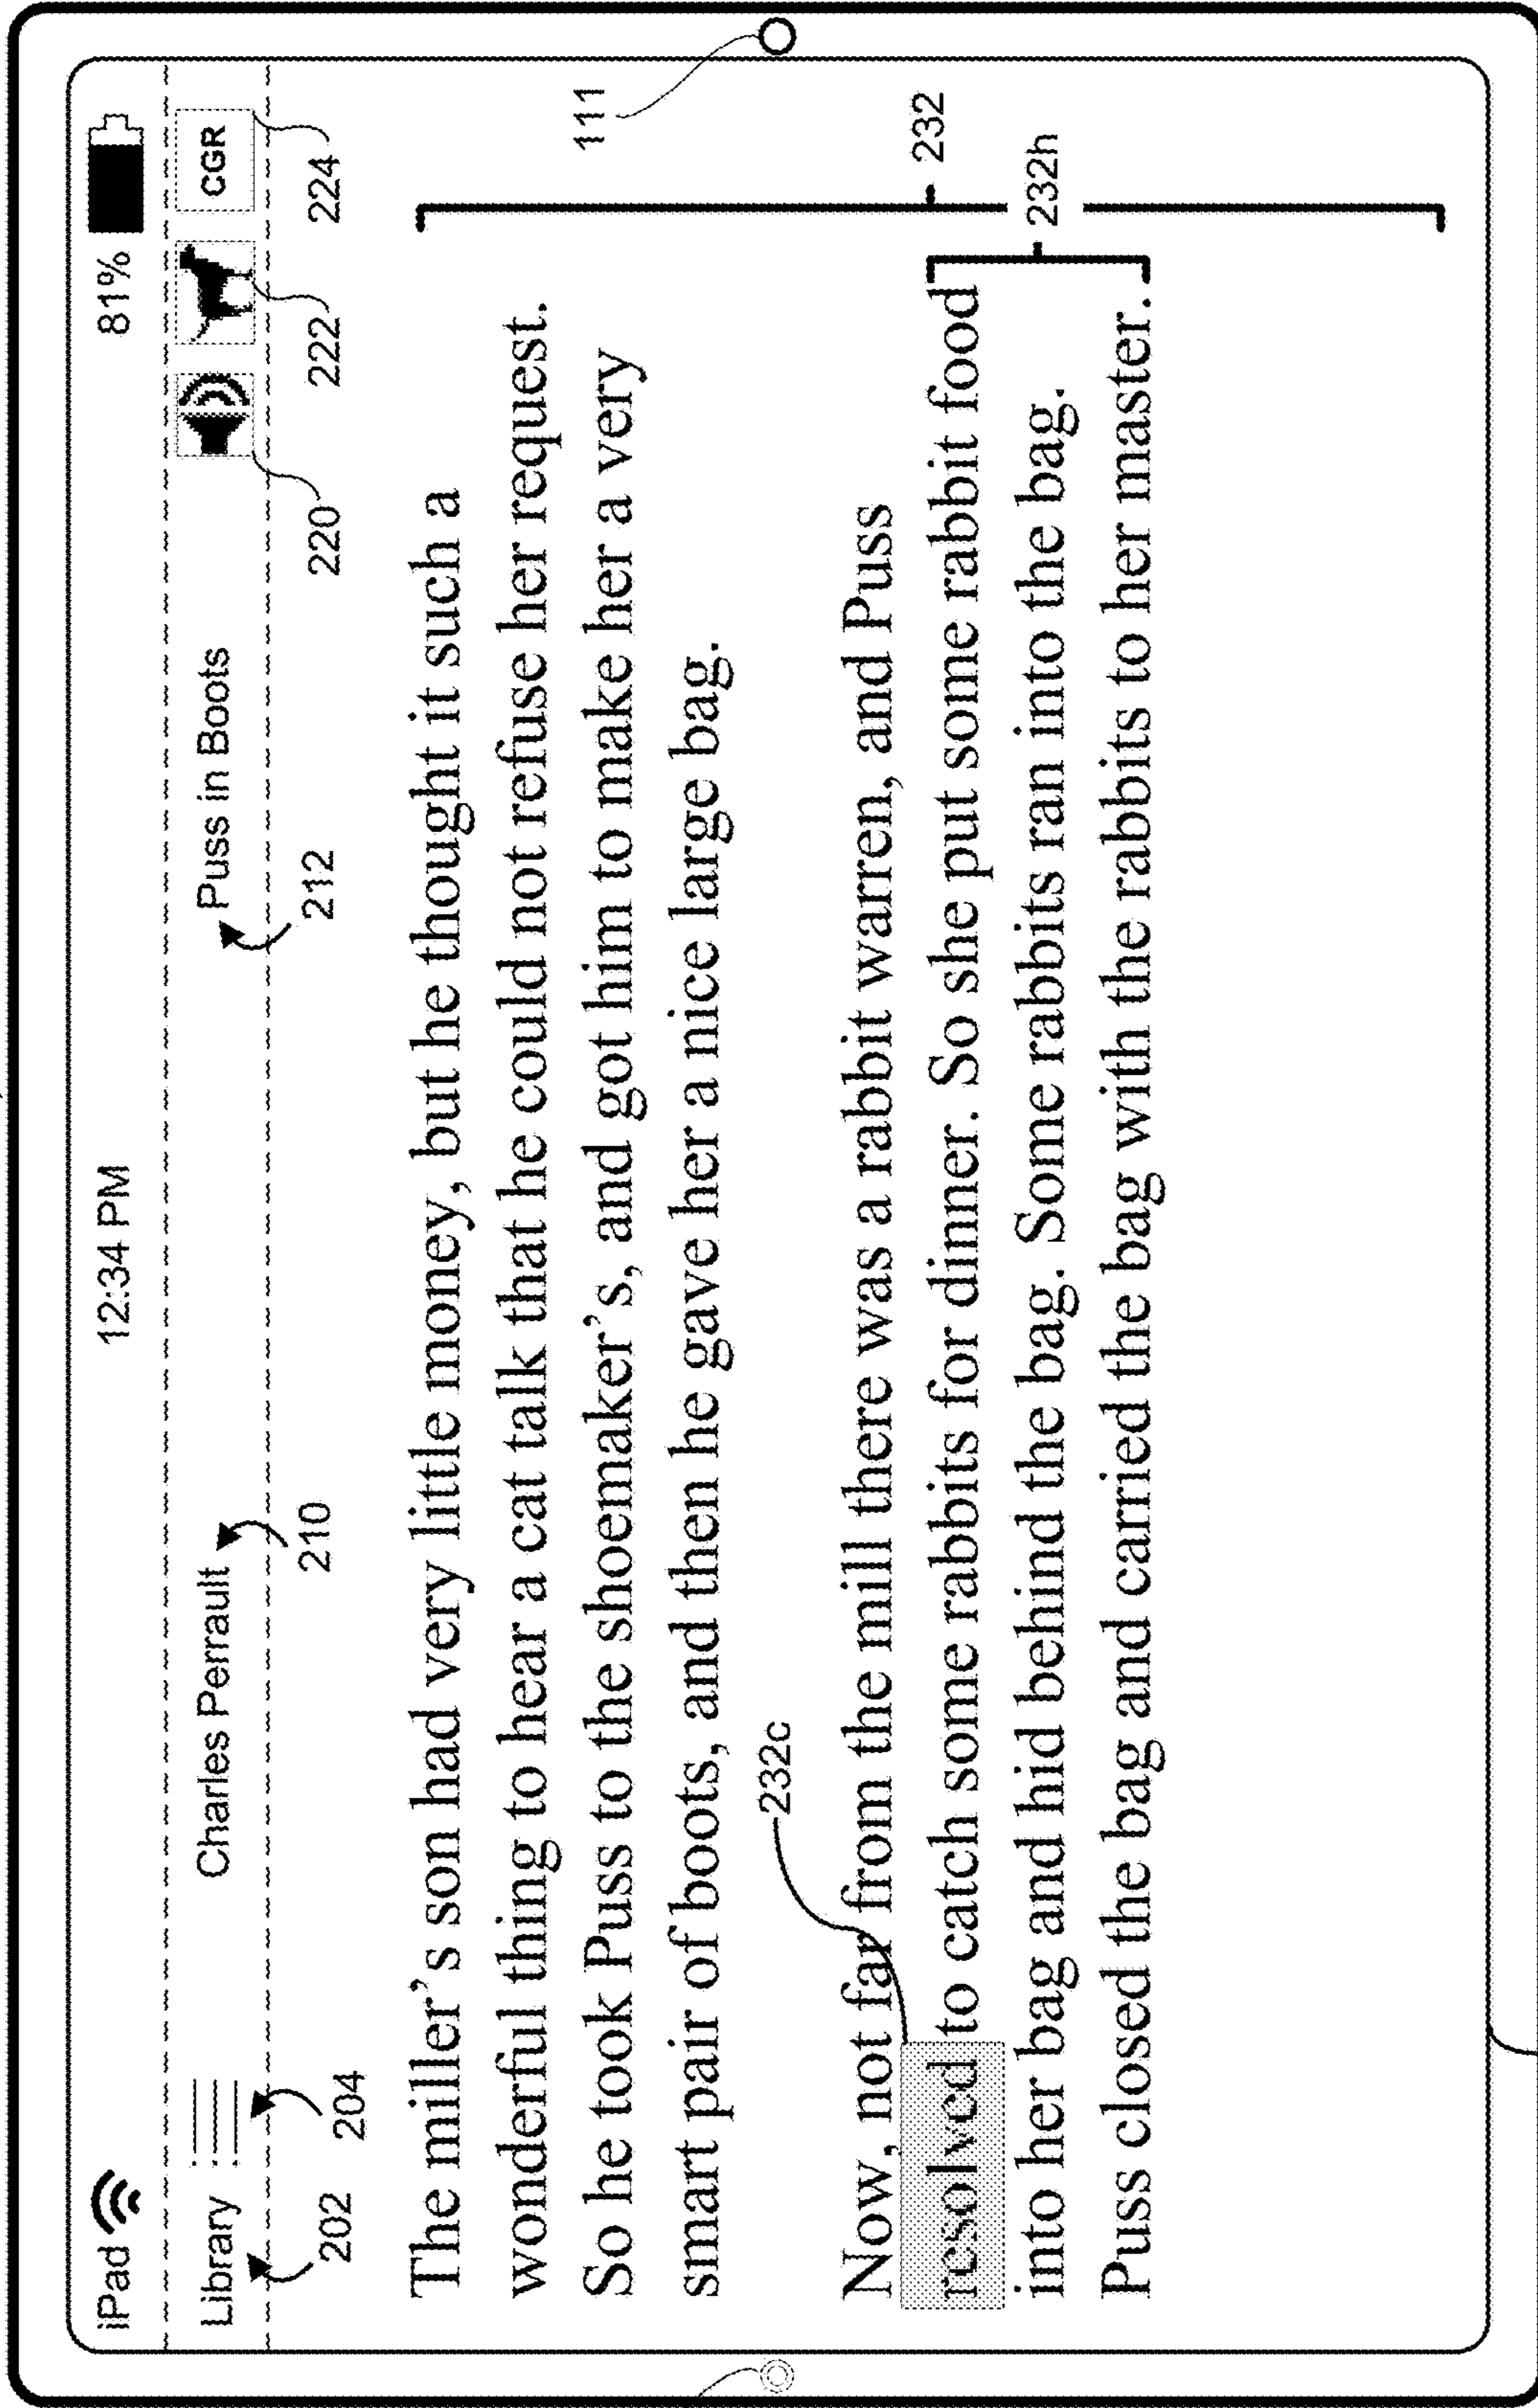 iPad 12:34 PM 81%
Library Charles Perrault Puss in Boots CGR
202 204 210 212 220 222 224
The miller's son had very little money, but he thought it such a
wonderful thing to hear a cat talk that he could not refuse her request.
So he took Puss to the shoemaker's, and got him to make her a very
smart pair of boots, and then he gave her a nice large bag.
111
232c
232
Now, not far from the mill there was a rabbit warren, and Puss
resolved to catch some rabbits for dinner. So she put some rabbit food
into her bag and hid behind the bag. Some rabbits ran into the bag.
Puss closed the bag and carried the bag with the rabbits to her master.
232h